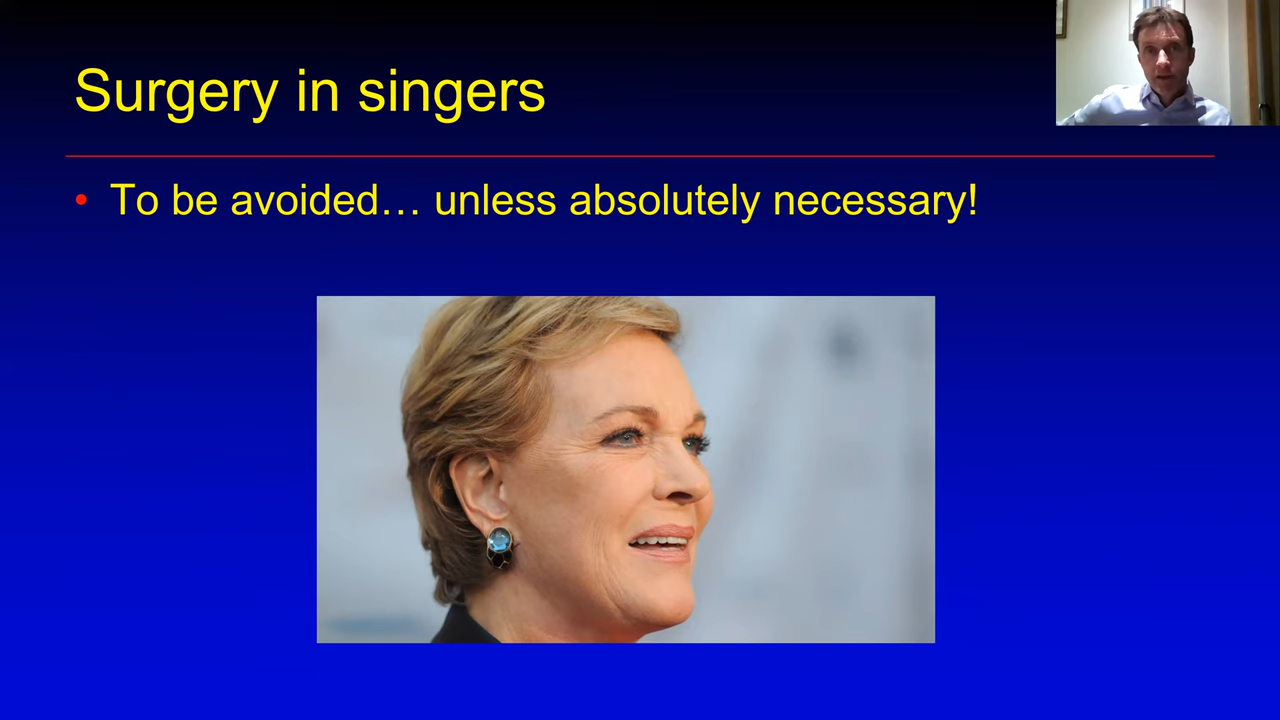 Surgery in singers
• To be avoided… unless absolutely necessary!